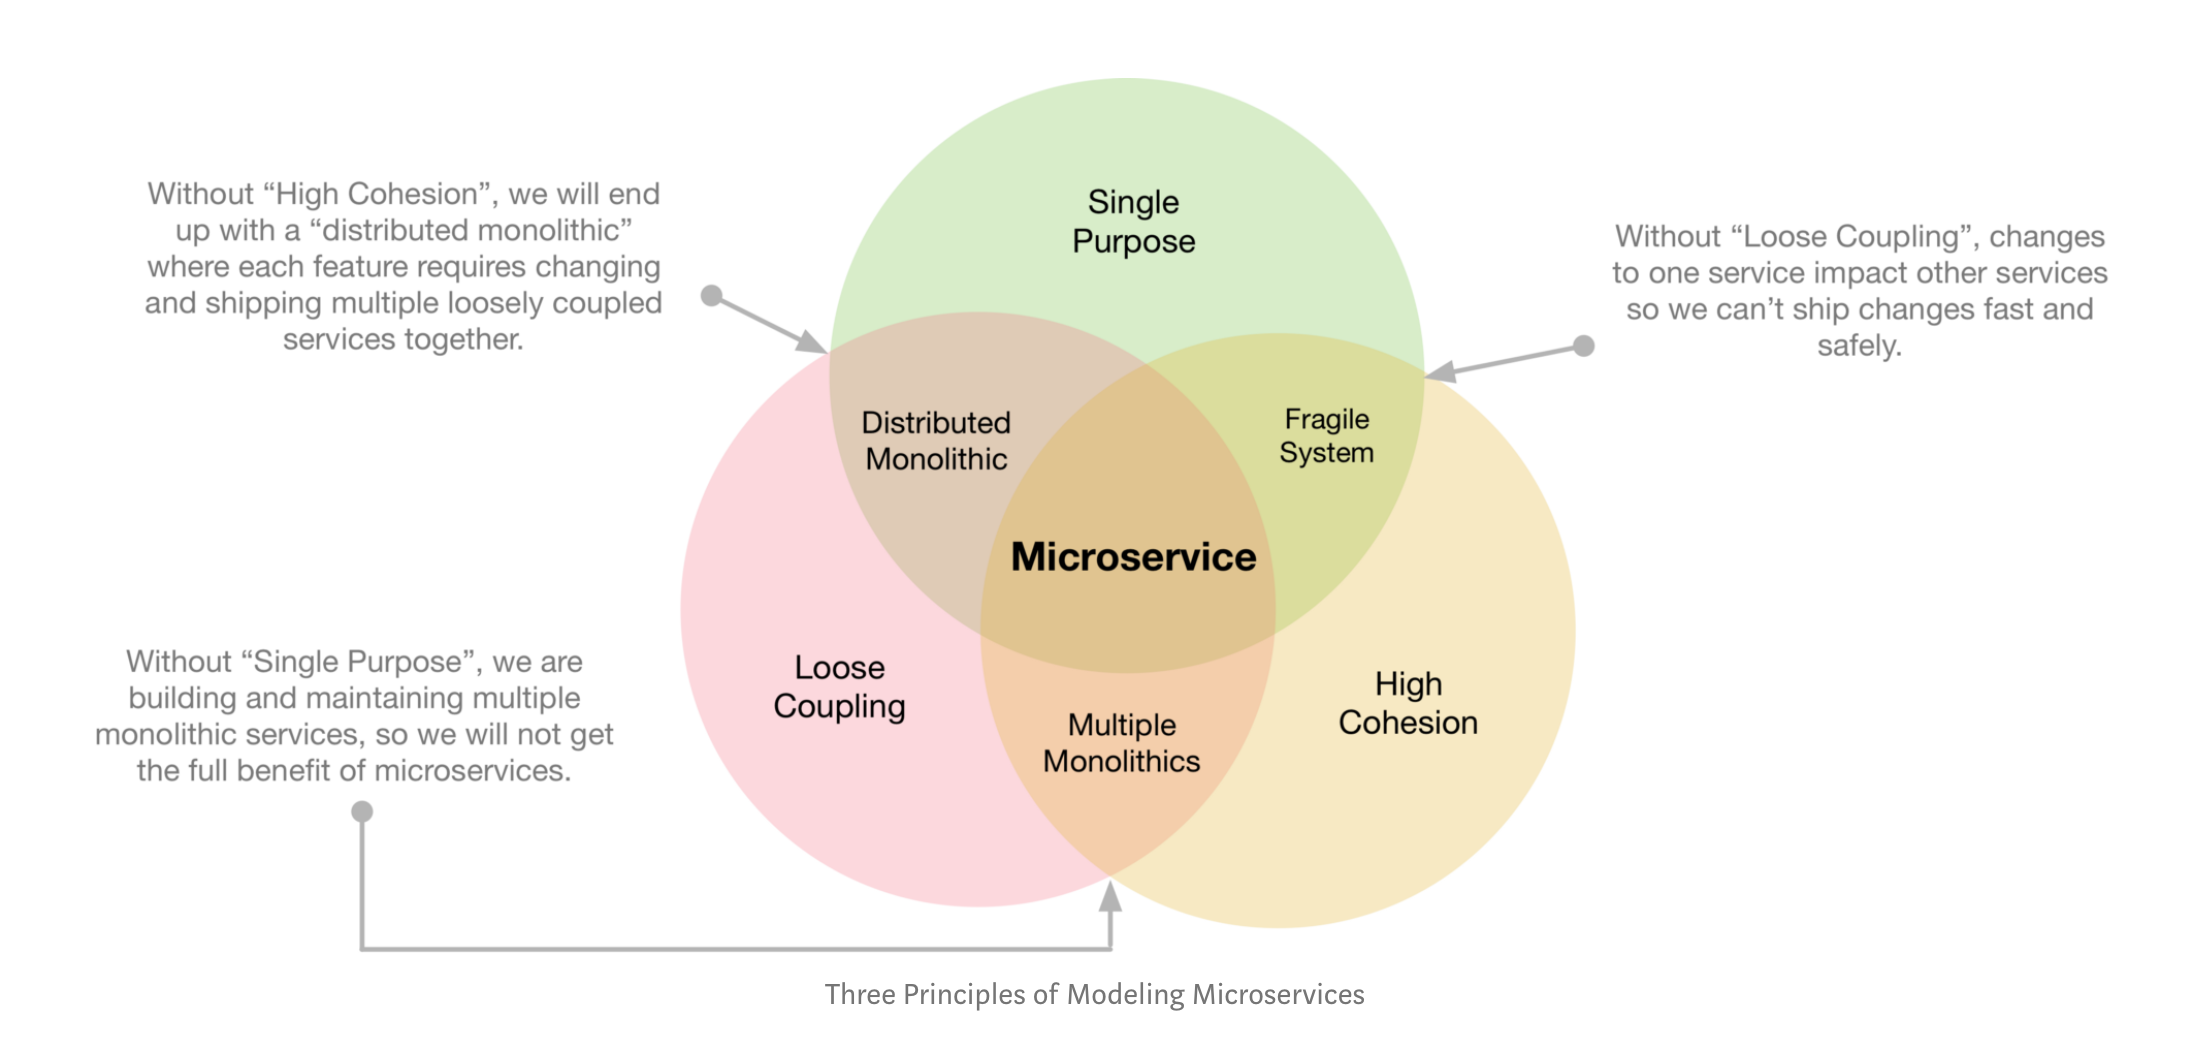 Single
Purpose
Without “High Cohesion”, we will end
up with a “distributed monolithic”
where each feature requires changing
and shipping multiple loosely coupled
services together.
Without “Loose Coupling”, changes
to one service impact other services
so we can’t ship changes fast and
safely.
Distributed
Monolithic
Fragile
System
Microservice
Without “Single Purpose”, we are
building and maintaining multiple
monolithic services, so we will not get
the full benefit of microservices.
Loose
Coupling
High
Cohesion
Multiple
Monolithics
Three Principles of Modeling Microservices